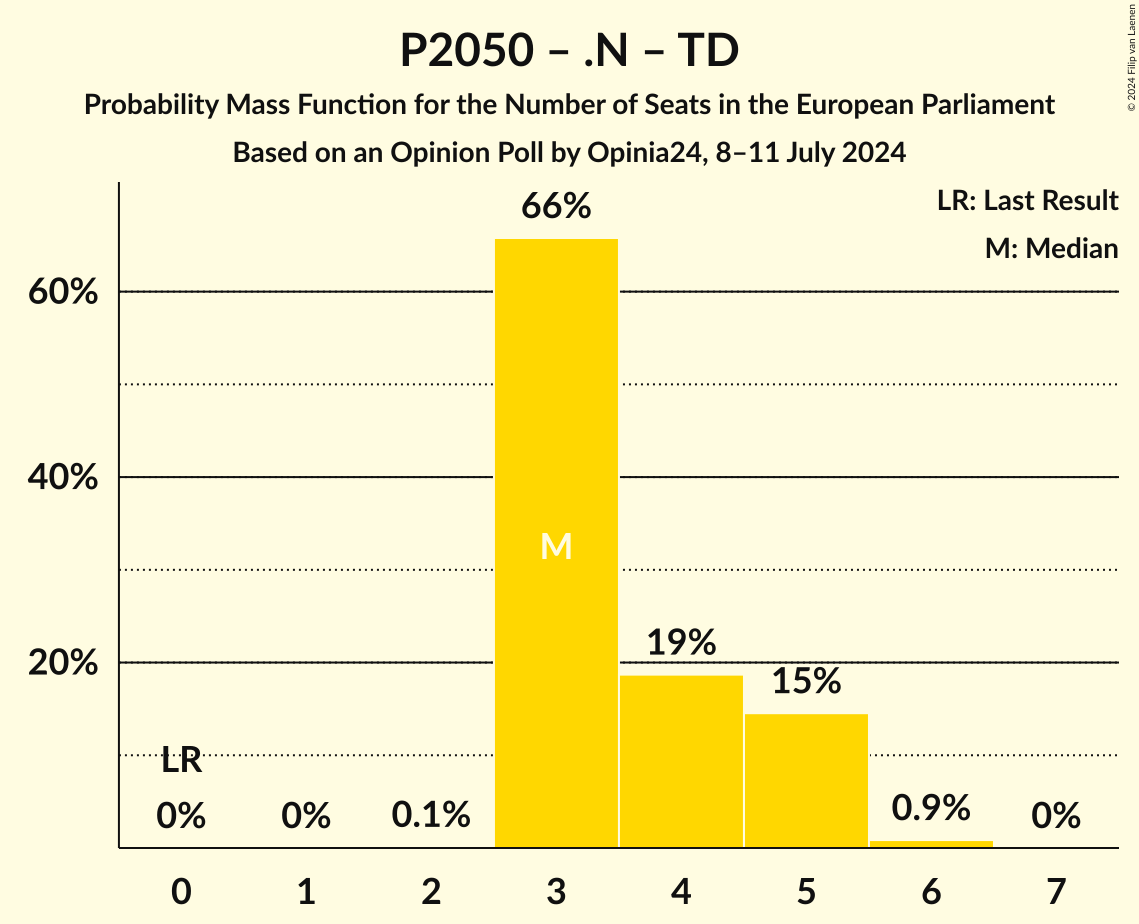 P2050 – .N – TD
Probability Mass Function for the Number of Seats in the European Parliament
Based on an Opinion Poll by Opinia24, 8–11 July 2024
© 2024 Filip van Laenen
LR: Last Result
M: Median
66%
60%
40%
M
19%
20%
15%
LR
0%
0%
0.1%
0.9%
0%
0 1 2 3 4 5 6 7